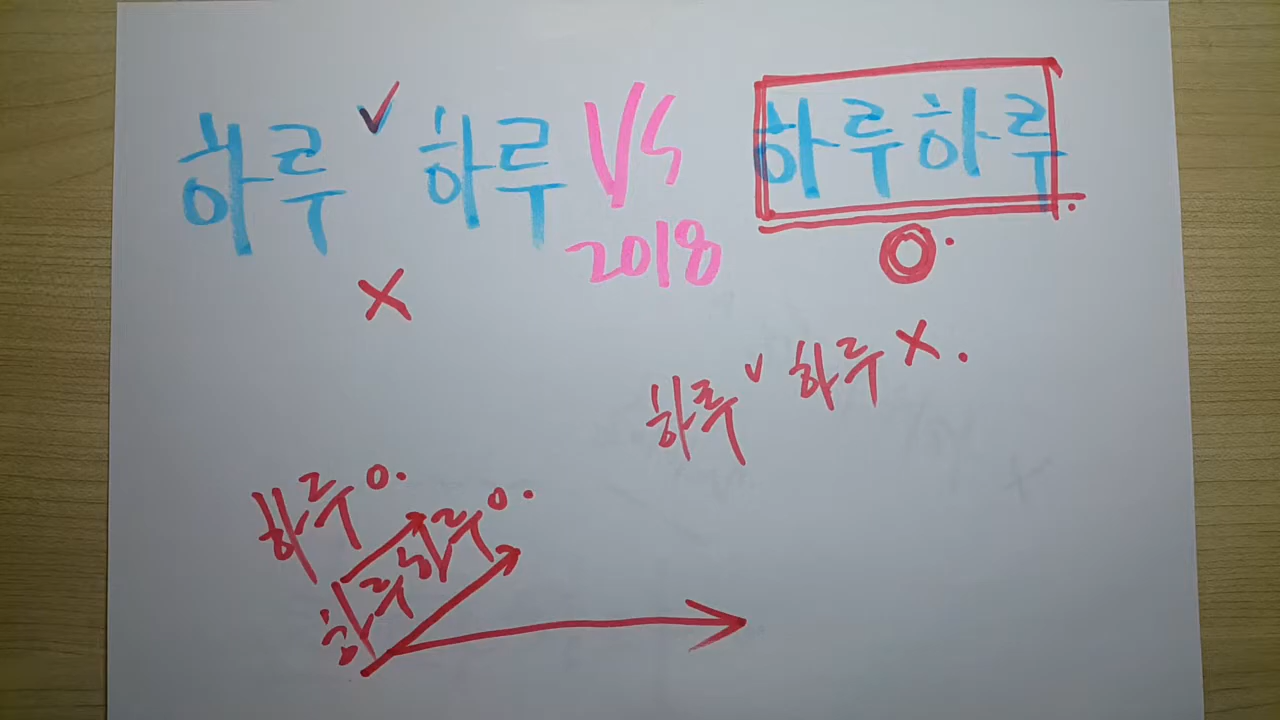 하루 ✓ 하루 VS 하루하루
2018
X O.
하루 ∨ 하루 X.
하루 O.
하루하루 O.